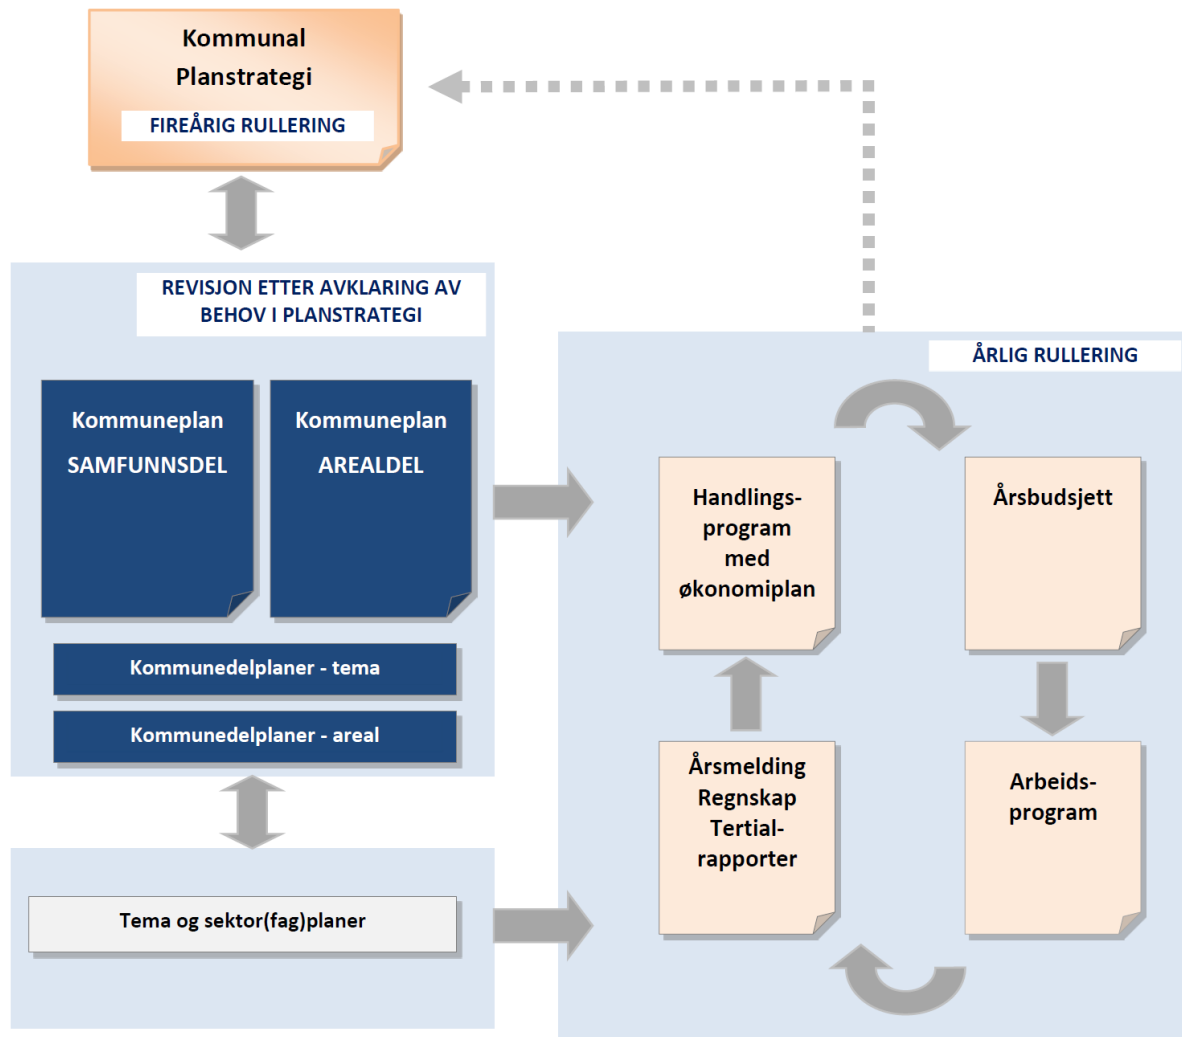 Kommunal
Planstrategi
FIREÅRIG RULLERING
REVISJON ETTER AVKLARING AV
BEHOV I PLANSTRATEGI
Kommuneplan
SAMFUNNSDEL
Kommuneplan
AREALDEL
Kommunedelplaner - tema
Kommunedelplaner - areal
Tema og sektor(fag)planer
ÅRLIG RULLERING
Handlings-
program
med
økonomiplan
Årsbudsjett
Årsmelding
Regnskap
Tertial-
rapporter
Arbeids-
program